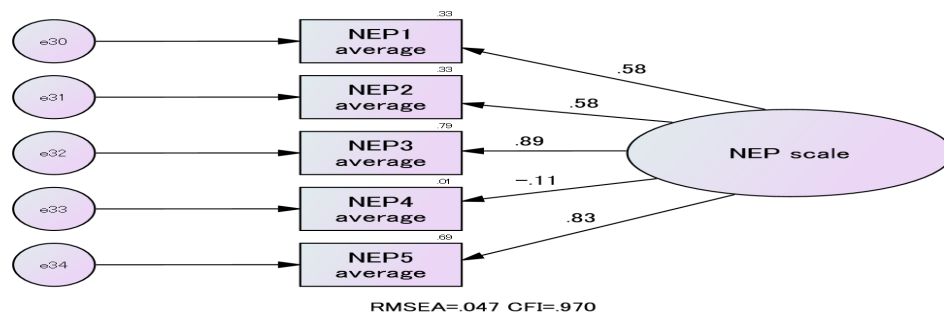 .33
e30
NEP1
average
.58
.33
e31
NEP2
average
.58
.79
e32
NEP3
average
.89
NEP scale
.01
e33
NEP4
average
-.11
.69
e34
NEP5
average
.83
RMSEA=.047 CFI=.970